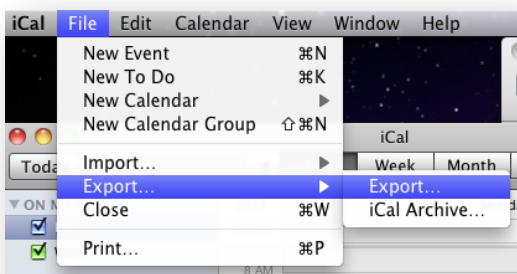 iCal File Edit Calendar View Window Help
New Event ⌘N
New To Do ⌘K
New Calendar ▶
New Calendar Group ⇧⌘N
iCal
Import... ▶
Week Month
Export... ▶ Export...
Close ⌘W iCal Archive...
Print... ⌘P
8 AM